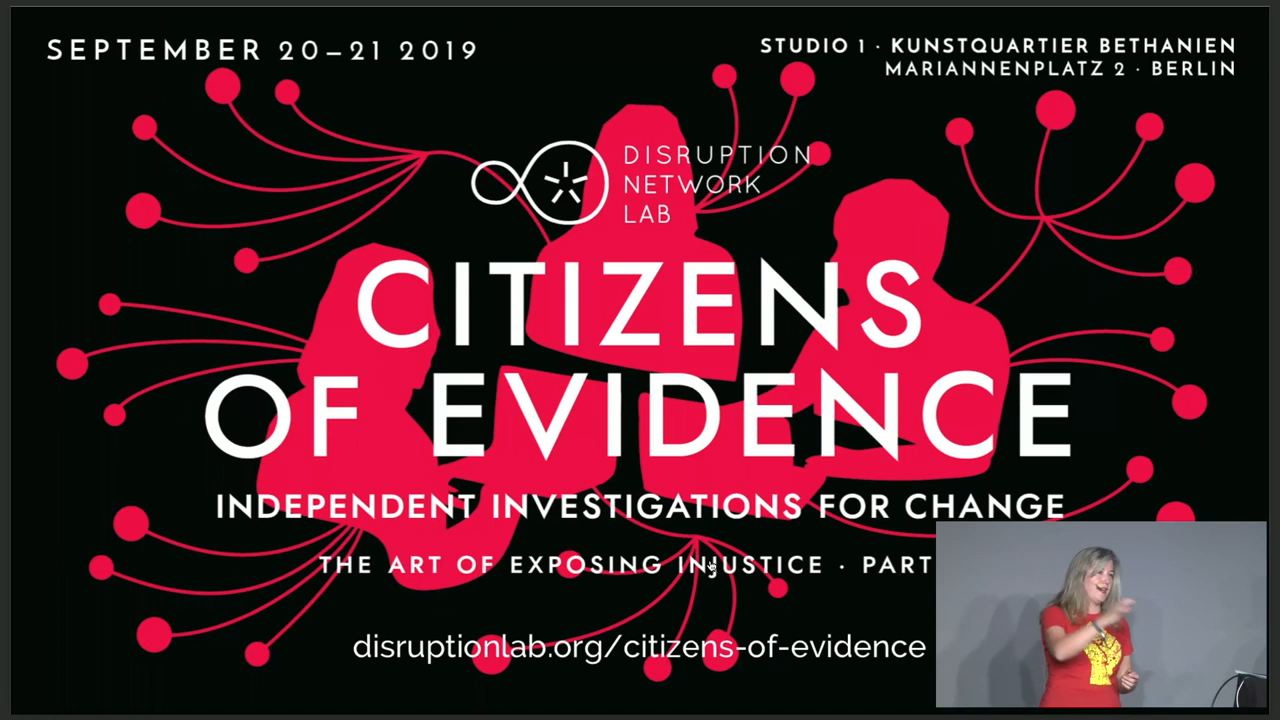 SEPTEMBER 20–21 2019
STUDIO 1 · KUNSTQUARTIER BETHANIEN
MARIANNENPLATZ 2 · BERLIN
DISRUPTION
NETWORK
LAB
CITIZENS
OF EVIDENCE
INDEPENDENT INVESTIGATIONS FOR CHANGE
THE ART OF EXPOSING INJUSTICE · PART
disruptionlab.org/citizens-of-evidence